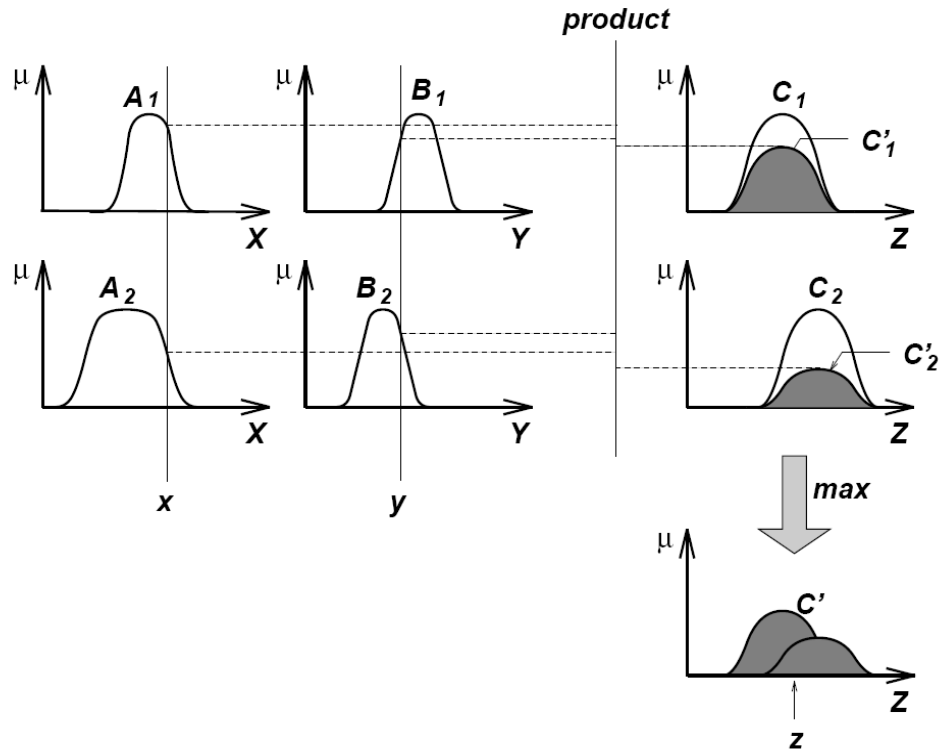 product
μ
A1
μ
B1
μ
C1
C'1
X
Y
Z
μ
A2
μ
B2
μ
C2
C'2
X
Y
Z
x
y
max
μ
C'
Z
z